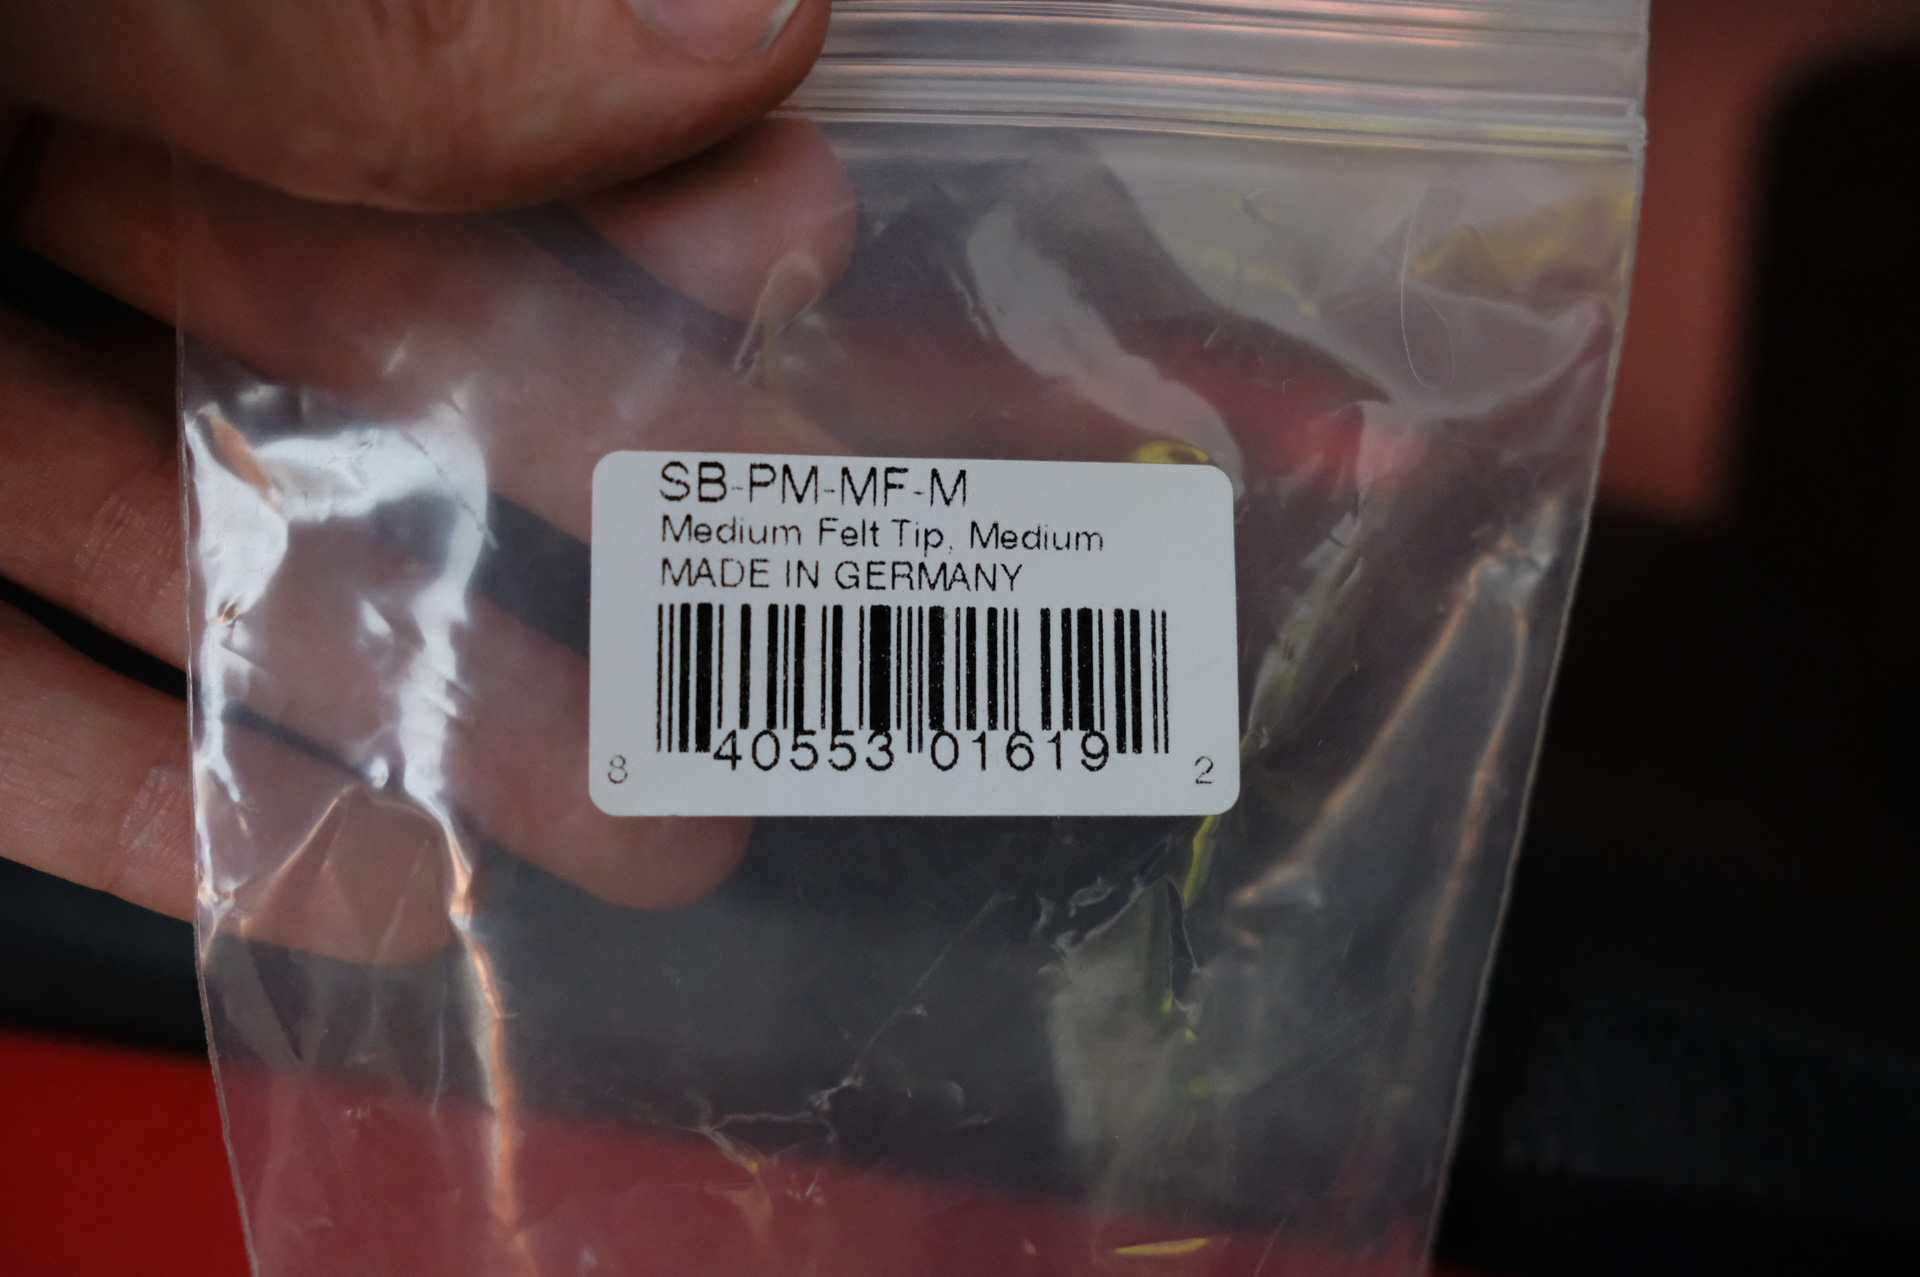 SB-PM-MF-M
Medium Felt Tip, Medium
MADE IN GERMANY
8 40553 01619 2